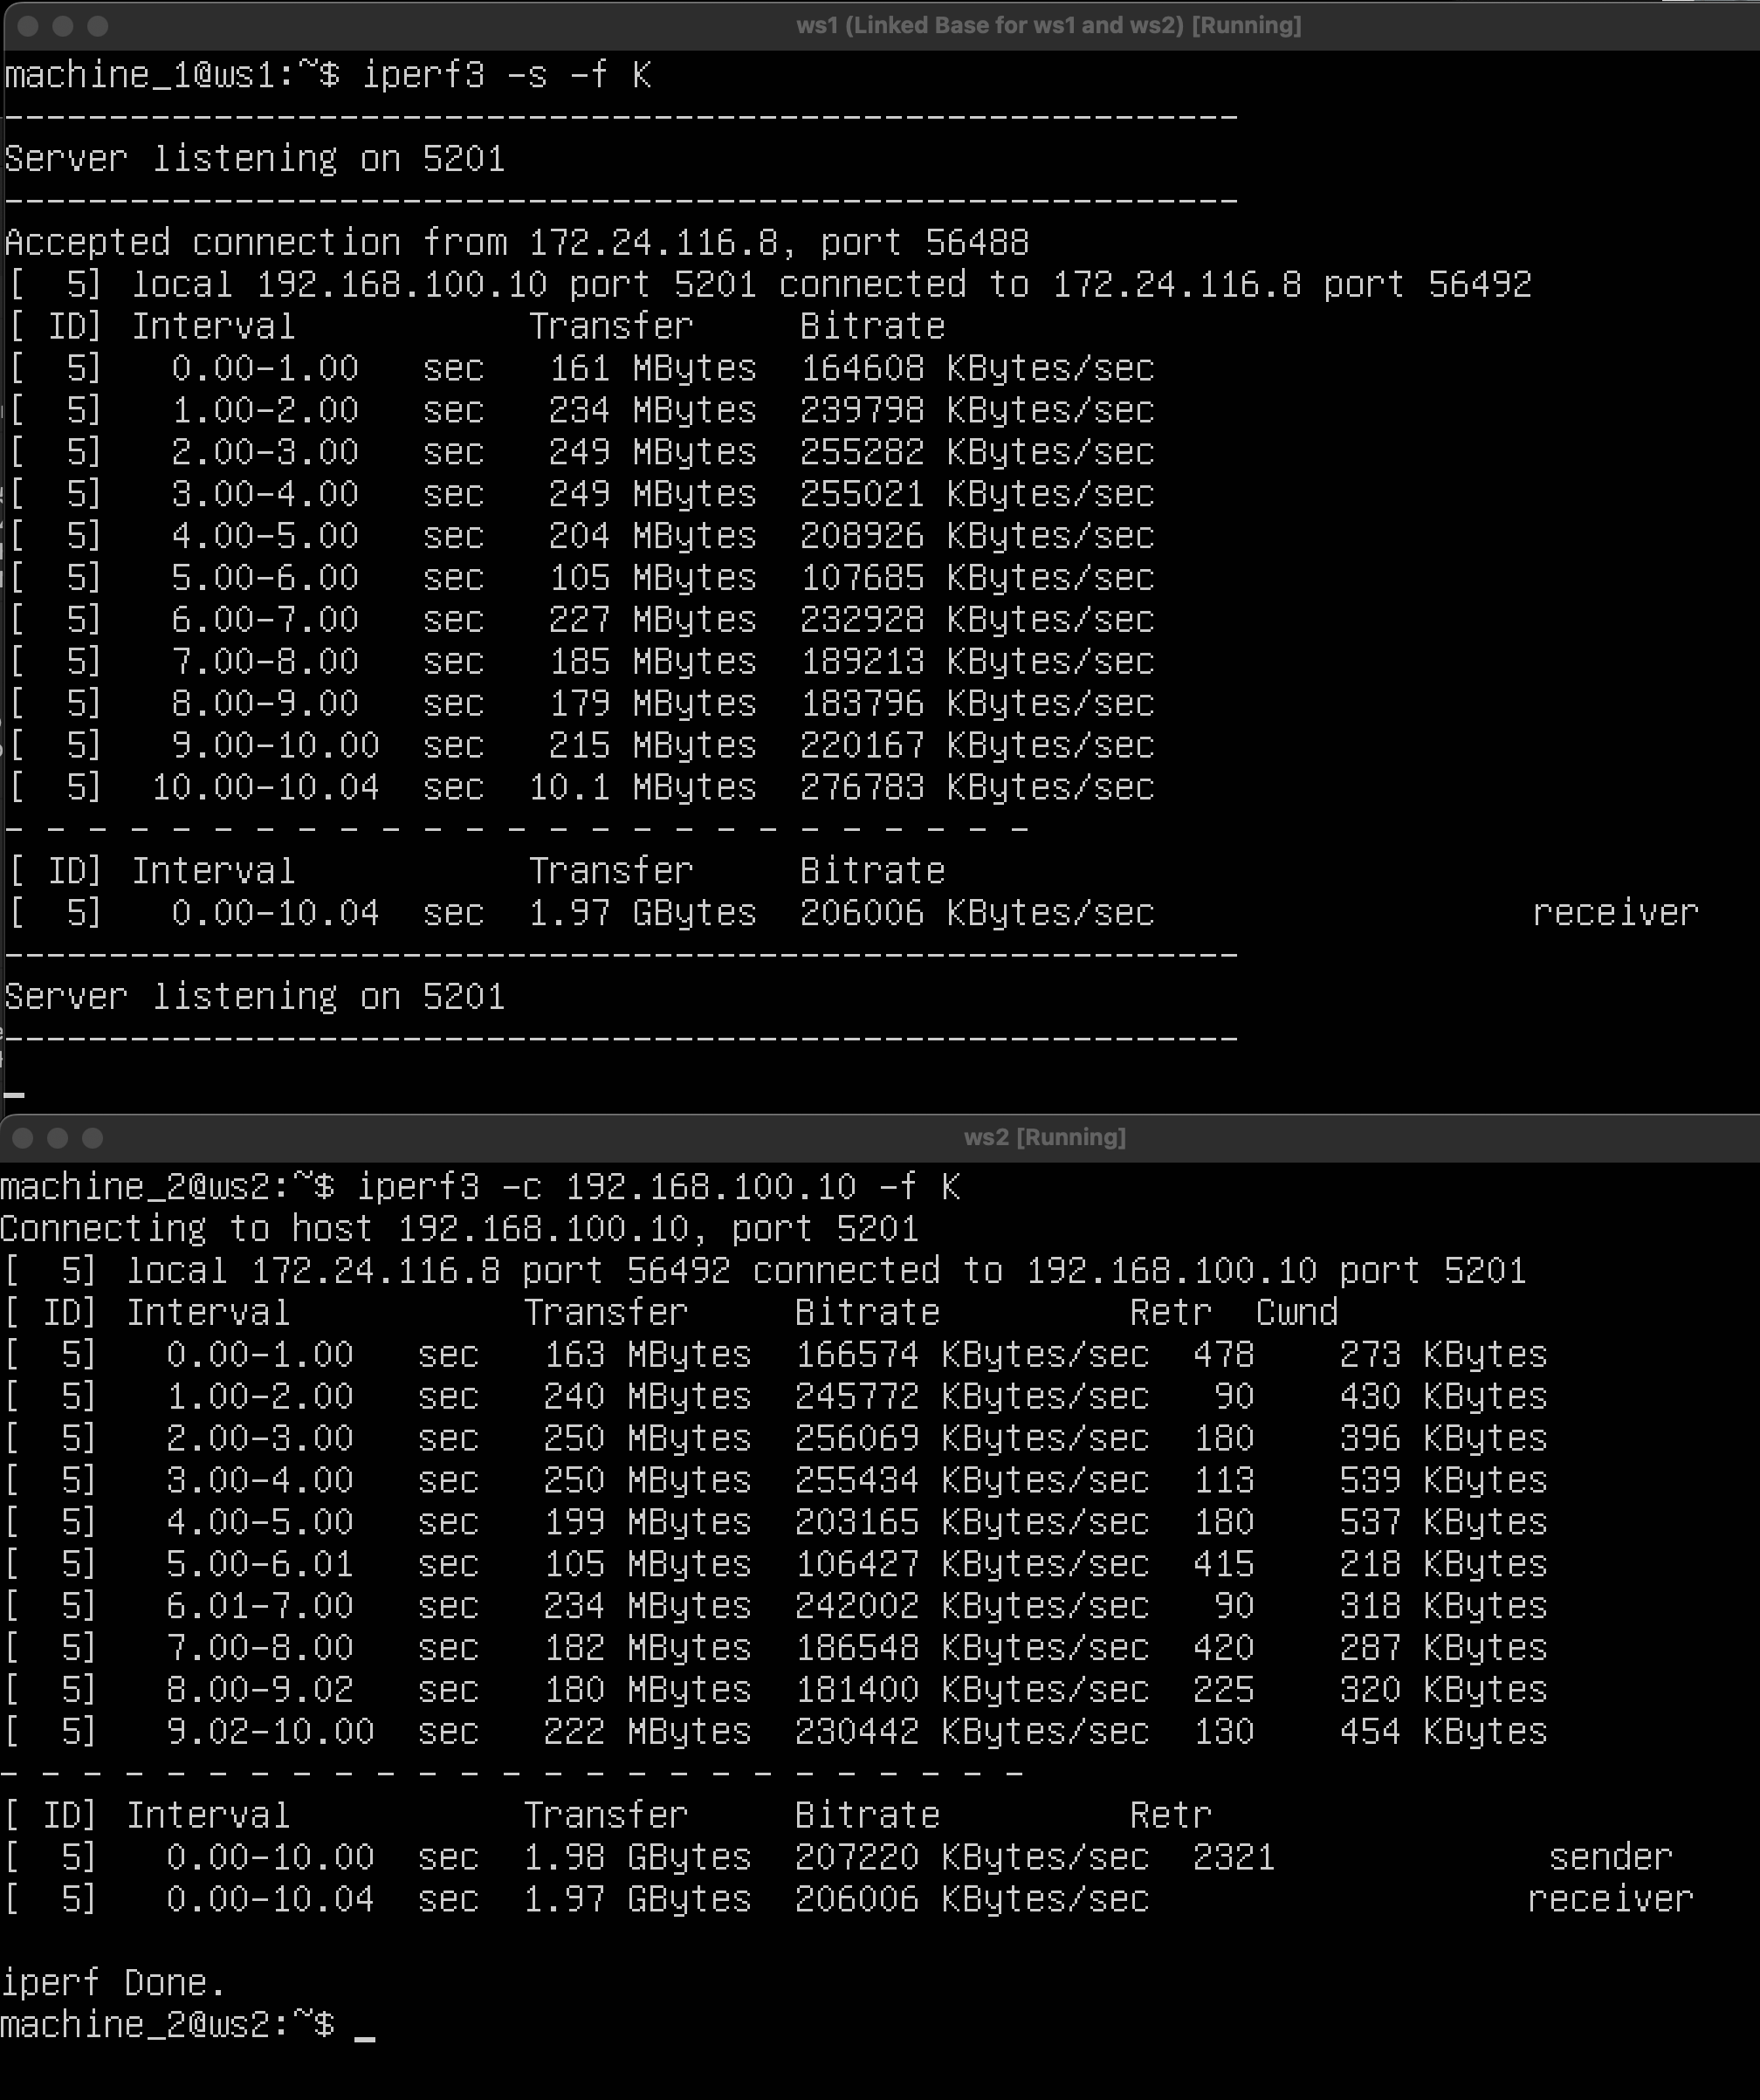 ws1 (Linked Base for ws1 and ws2) [Running]
machine_1@ws1:~$ iperf3 -s -f K
-----------------------------------------------------------
Server listening on 5201
-----------------------------------------------------------
Accepted connection from 172.24.116.8, port 56488
[  5] local 192.168.100.10 port 5201 connected to 172.24.116.8 port 56492
[ ID] Interval           Transfer     Bitrate
[  5]   0.00-1.00   sec   161 MBytes  164608 KBytes/sec
[  5]   1.00-2.00   sec   234 MBytes  239798 KBytes/sec
[  5]   2.00-3.00   sec   249 MBytes  255282 KBytes/sec
[  5]   3.00-4.00   sec   249 MBytes  255021 KBytes/sec
[  5]   4.00-5.00   sec   204 MBytes  208926 KBytes/sec
[  5]   5.00-6.00   sec   105 MBytes  107685 KBytes/sec
[  5]   6.00-7.00   sec   227 MBytes  232928 KBytes/sec
[  5]   7.00-8.00   sec   185 MBytes  189213 KBytes/sec
[  5]   8.00-9.00   sec   179 MBytes  183796 KBytes/sec
[  5]   9.00-10.00  sec   215 MBytes  220167 KBytes/sec
[  5]  10.00-10.04  sec  10.1 MBytes  276783 KBytes/sec
- - - - - - - - - - - - - - - - - - - - - - - - -
[ ID] Interval           Transfer     Bitrate
[  5]   0.00-10.04  sec  1.97 GBytes  206006 KBytes/sec                  receiver
-----------------------------------------------------------
Server listening on 5201
-----------------------------------------------------------
_
ws2 [Running]
machine_2@ws2:~$ iperf3 -c 192.168.100.10 -f K
Connecting to host 192.168.100.10, port 5201
[  5] local 172.24.116.8 port 56492 connected to 192.168.100.10 port 5201
[ ID] Interval           Transfer     Bitrate         Retr  Cwnd
[  5]   0.00-1.00   sec   163 MBytes  166574 KBytes/sec  478    273 KBytes
[  5]   1.00-2.00   sec   240 MBytes  245772 KBytes/sec   90    430 KBytes
[  5]   2.00-3.00   sec   250 MBytes  256069 KBytes/sec  180    396 KBytes
[  5]   3.00-4.00   sec   250 MBytes  255434 KBytes/sec  113    539 KBytes
[  5]   4.00-5.00   sec   199 MBytes  203165 KBytes/sec  180    537 KBytes
[  5]   5.00-6.01   sec   105 MBytes  106427 KBytes/sec  415    218 KBytes
[  5]   6.01-7.00   sec   234 MBytes  242002 KBytes/sec   90    318 KBytes
[  5]   7.00-8.00   sec   182 MBytes  186548 KBytes/sec  420    287 KBytes
[  5]   8.00-9.02   sec   180 MBytes  181400 KBytes/sec  225    320 KBytes
[  5]   9.02-10.00  sec   222 MBytes  230442 KBytes/sec  130    454 KBytes
- - - - - - - - - - - - - - - - - - - - - - - - -
[ ID] Interval           Transfer     Bitrate         Retr
[  5]   0.00-10.00  sec  1.98 GBytes  207220 KBytes/sec  2321             sender
[  5]   0.00-10.04  sec  1.97 GBytes  206006 KBytes/sec                  receiver
iperf Done.
machine_2@ws2:~$ _